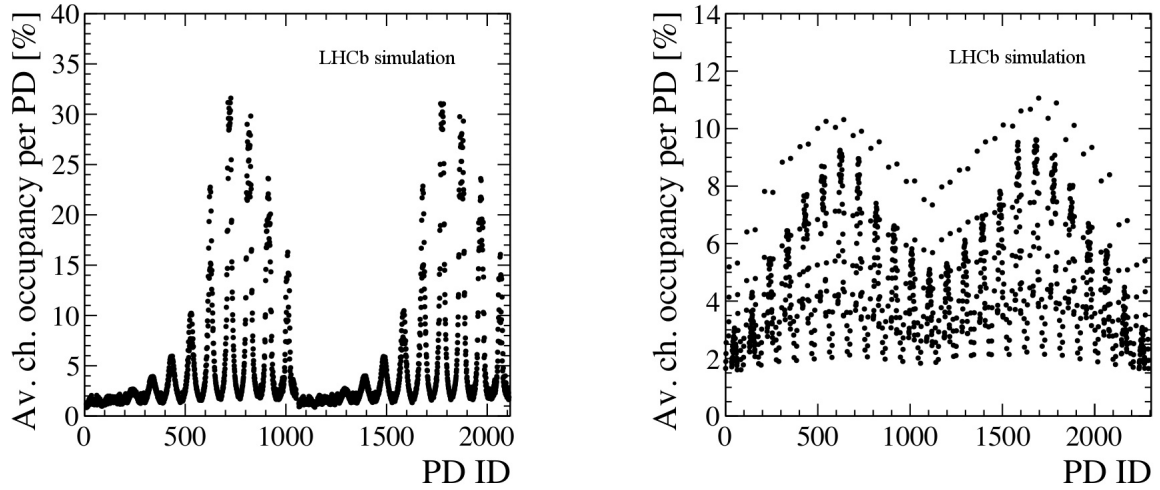 Av. ch. occupancy per PD [%]
40
35
30
25
20
15
10
5
0
LHCb simulation
0 500 1000 1500 2000
PD ID
Av. ch. occupancy per PD [%]
14
12
10
8
6
4
2
0
LHCb simulation
0 500 1000 1500 2000
PD ID